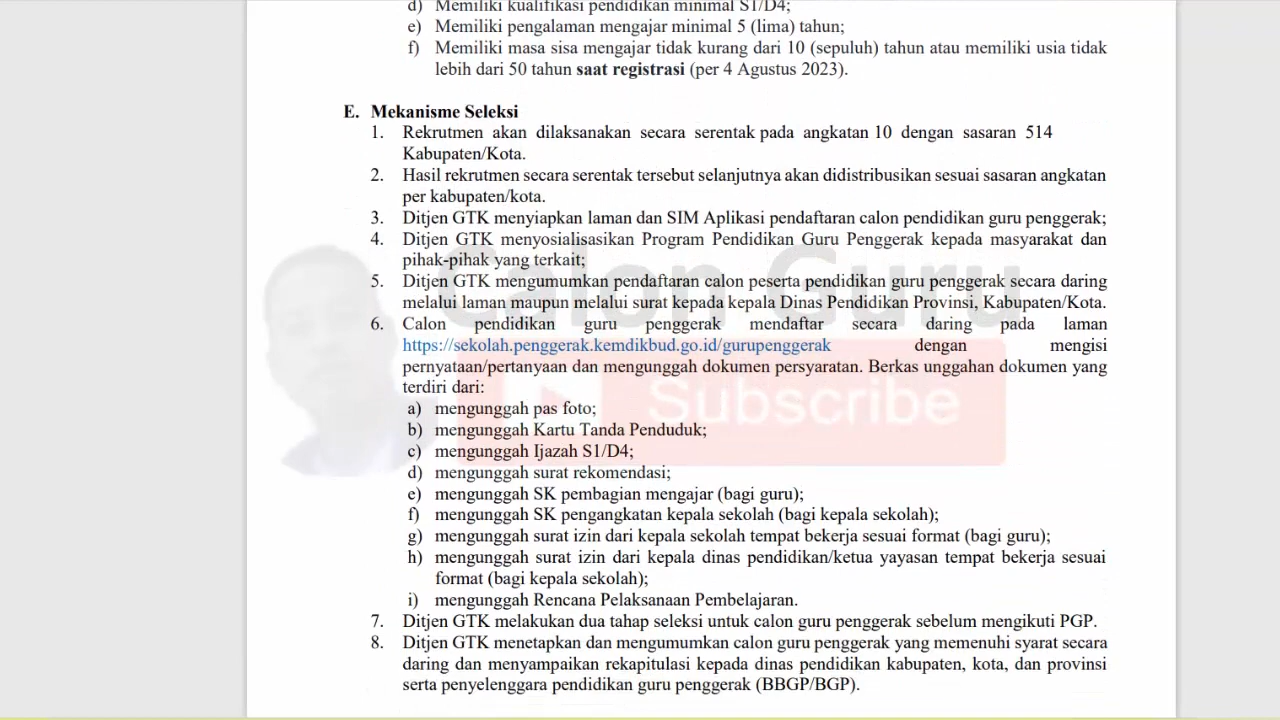 d) Memiliki kualifikasi pendidikan minimal S1/D4;
e) Memiliki pengalaman mengajar minimal 5 (lima) tahun;
f) Memiliki masa sisa mengajar tidak kurang dari 10 (sepuluh) tahun atau memiliki usia tidak
lebih dari 50 tahun saat registrasi (per 4 Agustus 2023).
E. Mekanisme Seleksi
1. Rekrutmen akan dilaksanakan secara serentak pada angkatan 10 dengan sasaran 514
Kabupaten/Kota.
2. Hasil rekrutmen secara serentak tersebut selanjutnya akan didistribusikan sesuai sasaran angkatan
per kabupaten/kota.
3. Ditjen GTK menyiapkan laman dan SIM Aplikasi pendaftaran calon pendidikan guru penggerak;
4. Ditjen GTK menyosialisasikan Program Pendidikan Guru Penggerak kepada masyarakat dan
pihak-pihak yang terkait;
5. Ditjen GTK mengumumkan pendaftaran calon peserta pendidikan guru penggerak secara daring
melalui laman maupun melalui surat kepada kepala Dinas Pendidikan Provinsi, Kabupaten/Kota.
6. Calon pendidikan guru penggerak mendaftar secara daring pada laman
https://sekolah.penggerak.kemdikbud.go.id/gurupenggerak dengan mengisi
pernyataan/pertanyaan dan mengunggah dokumen persyaratan. Berkas unggahan dokumen yang
terdiri dari:
a) mengunggah pas foto;
b) mengunggah Kartu Tanda Penduduk;
c) mengunggah Ijazah S1/D4;
d) mengunggah surat rekomendasi;
e) mengunggah SK pembagian mengajar (bagi guru);
f) mengunggah SK pengangkatan kepala sekolah (bagi kepala sekolah);
g) mengunggah surat izin dari kepala sekolah tempat bekerja sesuai format (bagi guru);
h) mengunggah surat izin dari kepala dinas pendidikan/ketua yayasan tempat bekerja sesuai
format (bagi kepala sekolah);
i) mengunggah Rencana Pelaksanaan Pembelajaran.
7. Ditjen GTK melakukan dua tahap seleksi untuk calon guru penggerak sebelum mengikuti PGP.
8. Ditjen GTK menetapkan dan mengumumkan calon guru penggerak yang memenuhi syarat secara
daring dan menyampaikan rekapitulasi kepada dinas pendidikan kabupaten, kota, dan provinsi
serta penyelenggara pendidikan guru penggerak (BBGP/BGP).
Calon Guru
Subscribe